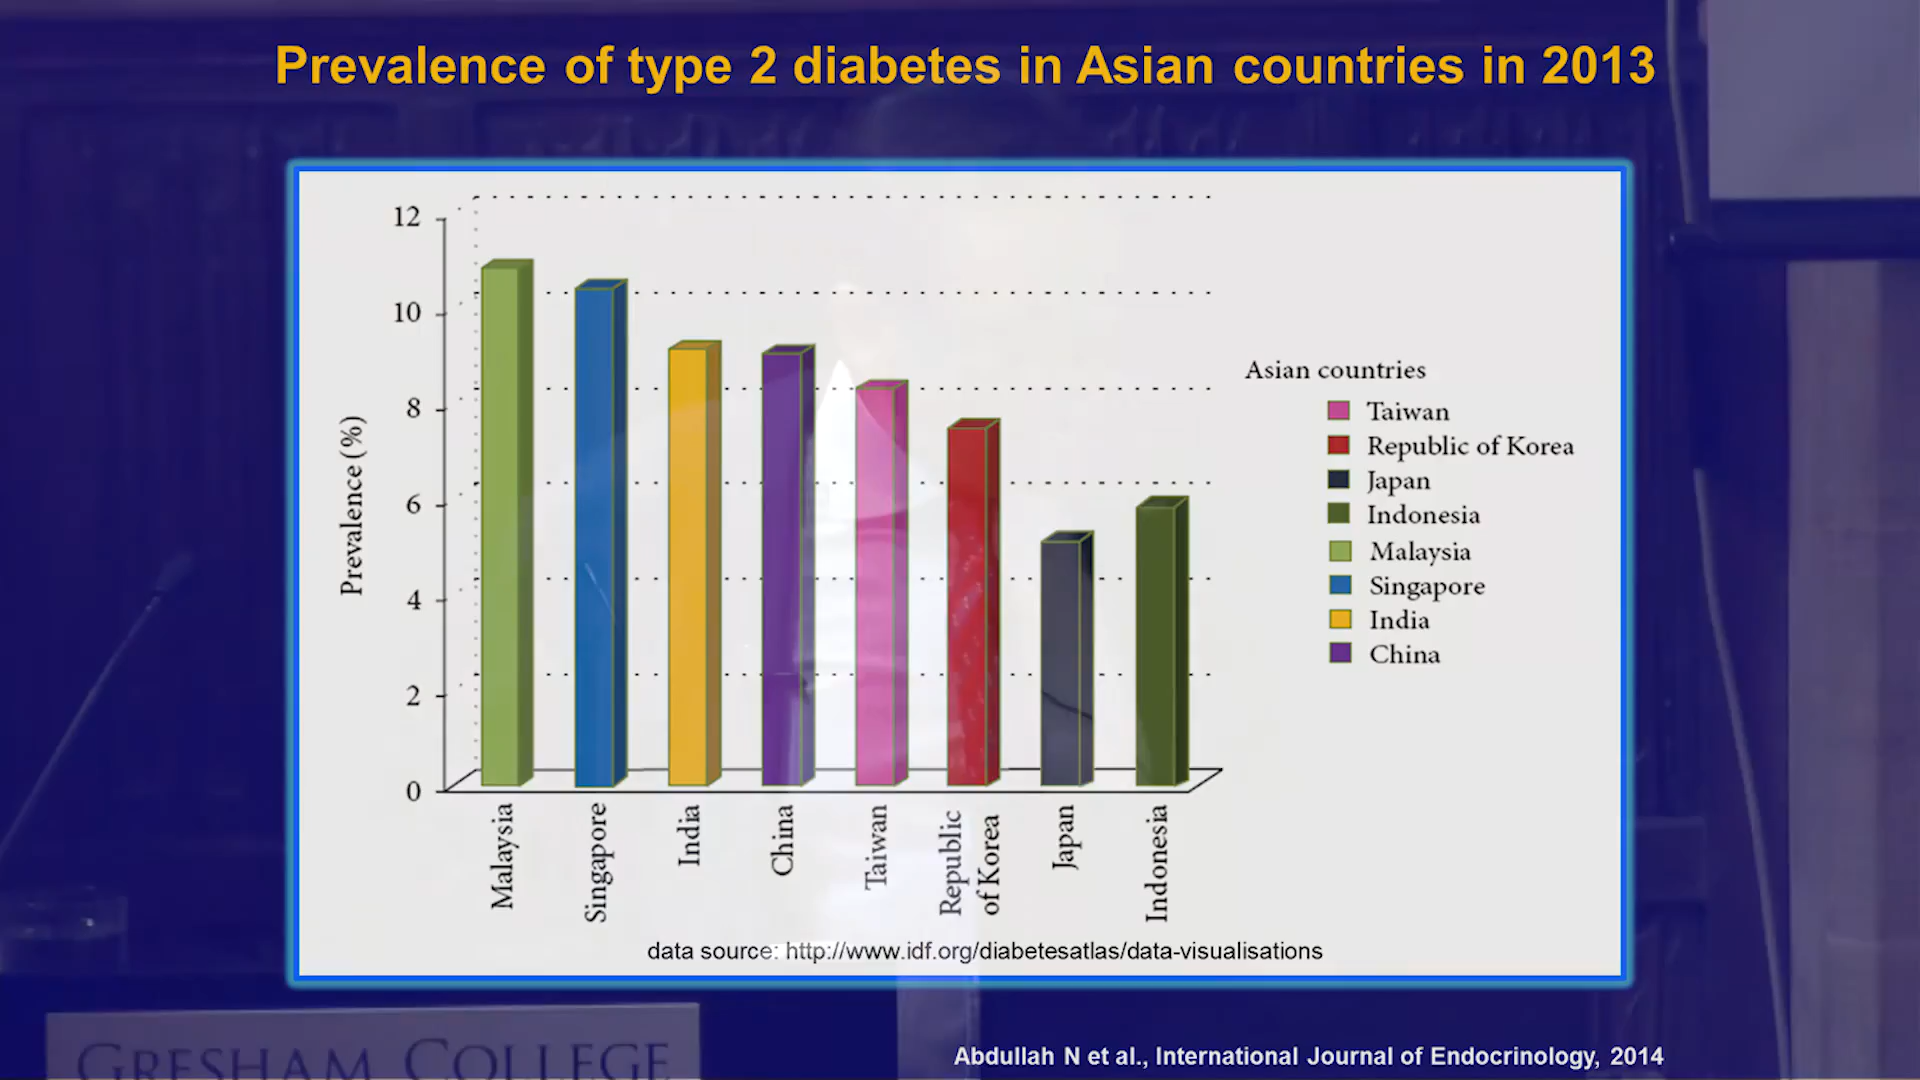 Prevalence of type 2 diabetes in Asian countries in 2013
12
10
8
6
4
2
0
Prevalence (%)
Malaysia
Singapore
India
China
Taiwan
Republic
of Korea
Japan
Indonesia
Asian countries
Taiwan
Republic of Korea
Japan
Indonesia
Malaysia
Singapore
India
China
data source: http://www.idf.org/diabetesatlas/data-visualisations
GRESHAM COLLEGE
Abdullah N et al., International Journal of Endocrinology, 2014